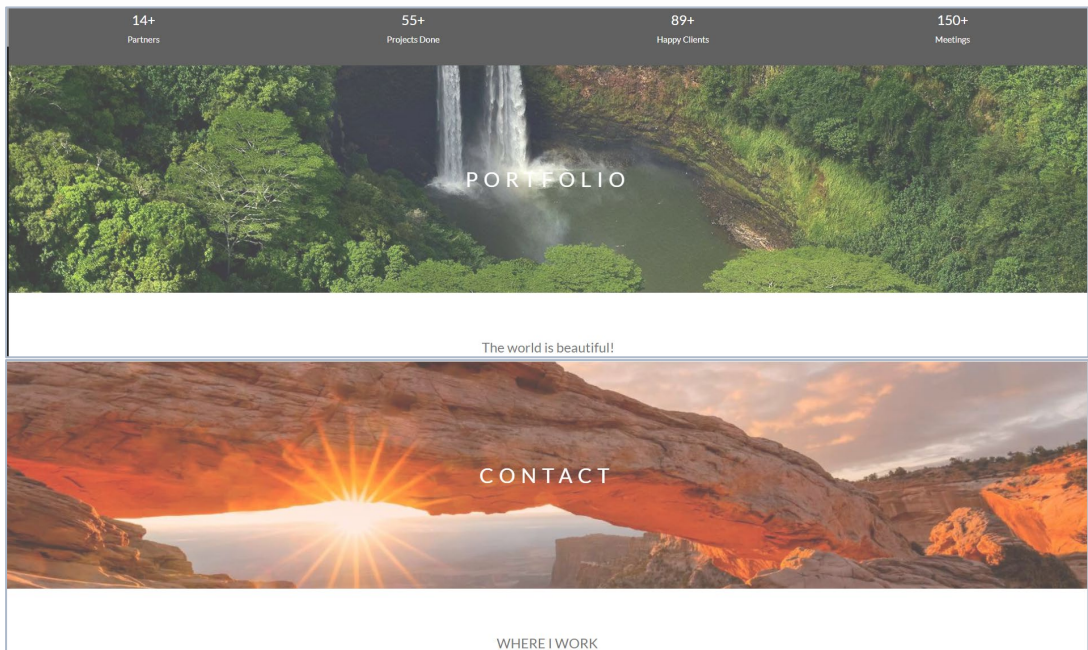 14+ 55+ 89+ 150+
Partners Projects Done Happy Clients Meetings
PORTFOLIO
The world is beautiful!
CONTACT
WHERE I WORK